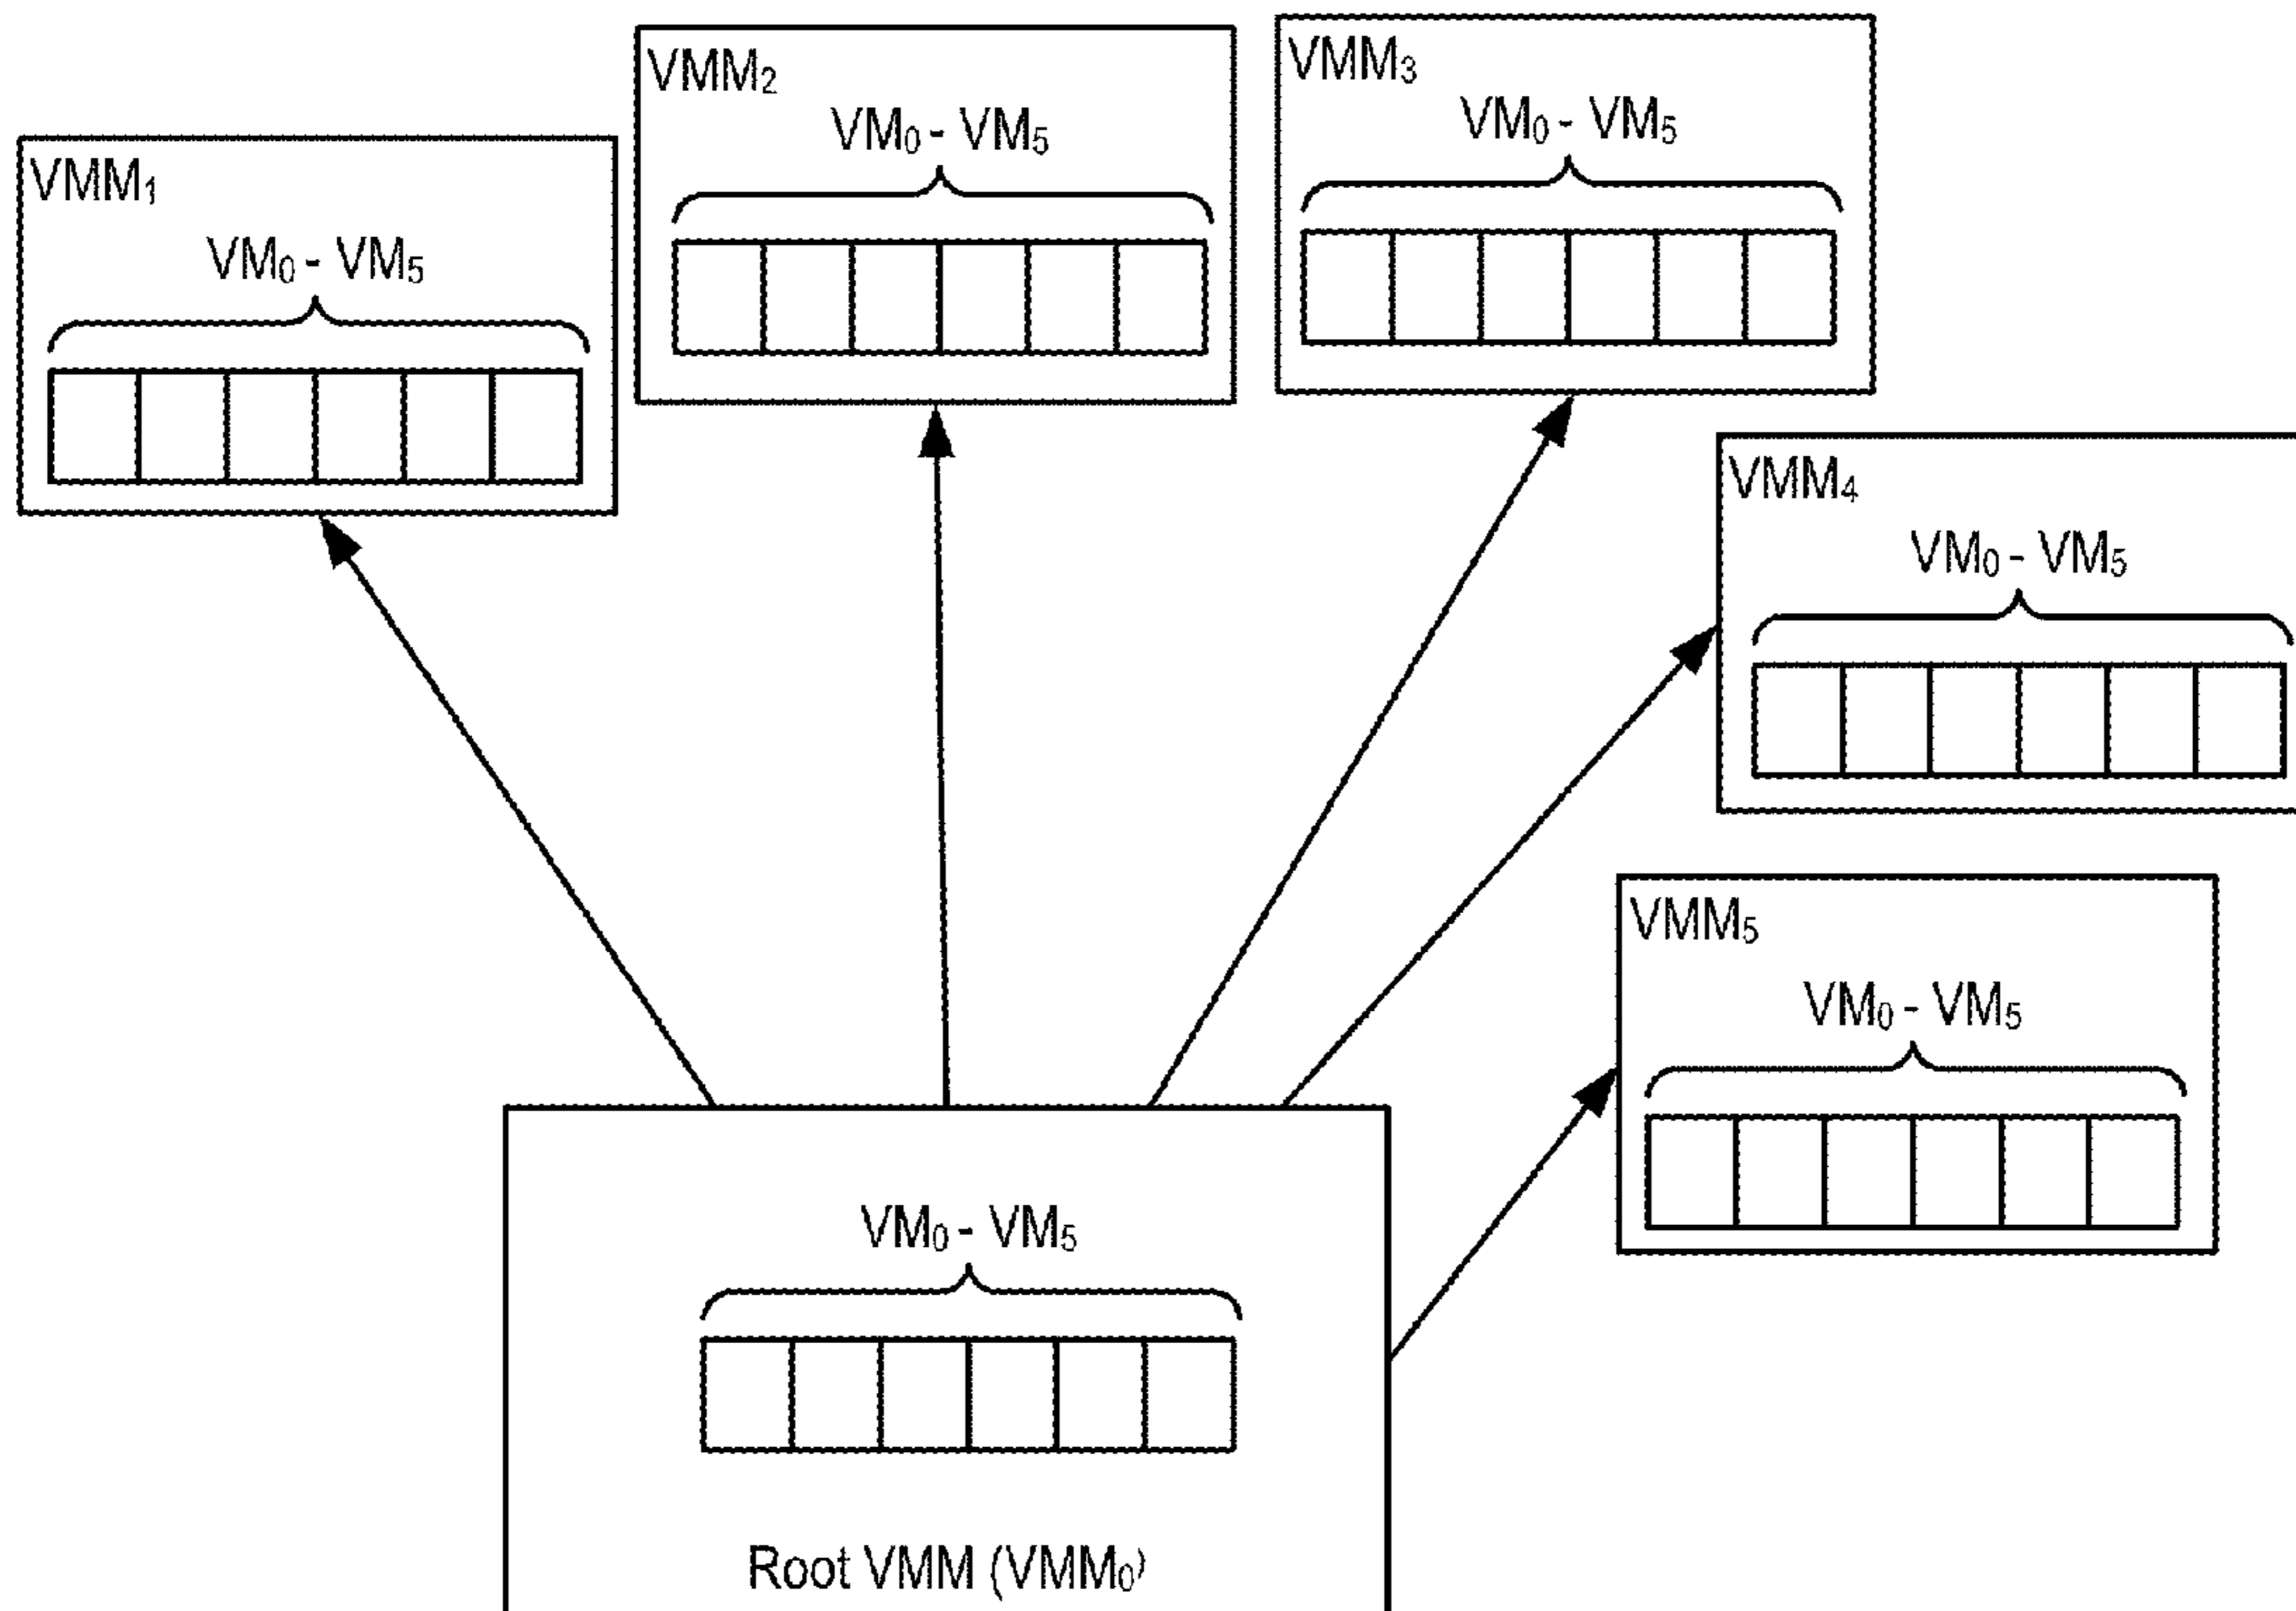 VMM₁
VM₀ - VM₅
VMM₂
VM₀ - VM₅
VMM₃
VM₀ - VM₅
VMM₄
VM₀ - VM₅
VMM₅
VM₀ - VM₅
VM₀ - VM₅
Root VMM (VMM₀)